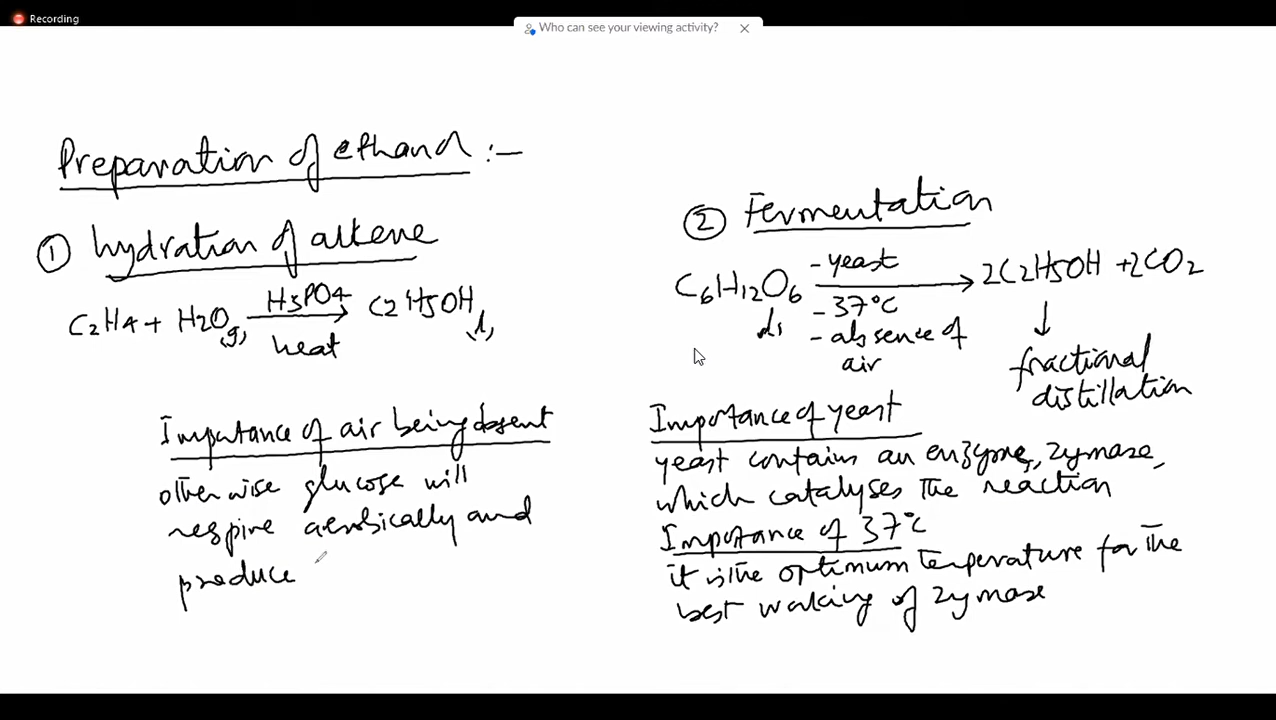 Recording
Who can see your viewing activity?
Preparation of ethanol :-
① hydration of alkene
C2H4 + H2O(g) H3PO4 C2H5OH(l)
heat
Importance of air being absent
otherwise glucose will
respire aerobically and
produce
② Fermentation
C6H12O6 - yeast 2C2H5OH + 2CO2
- 37°C
- absence of
air
fractional
distillation
Importance of yeast
yeast contains an enzyme, zymase,
which catalyses the reaction
Importance of 37°C
it is the optimum temperature for the
best working of zymase